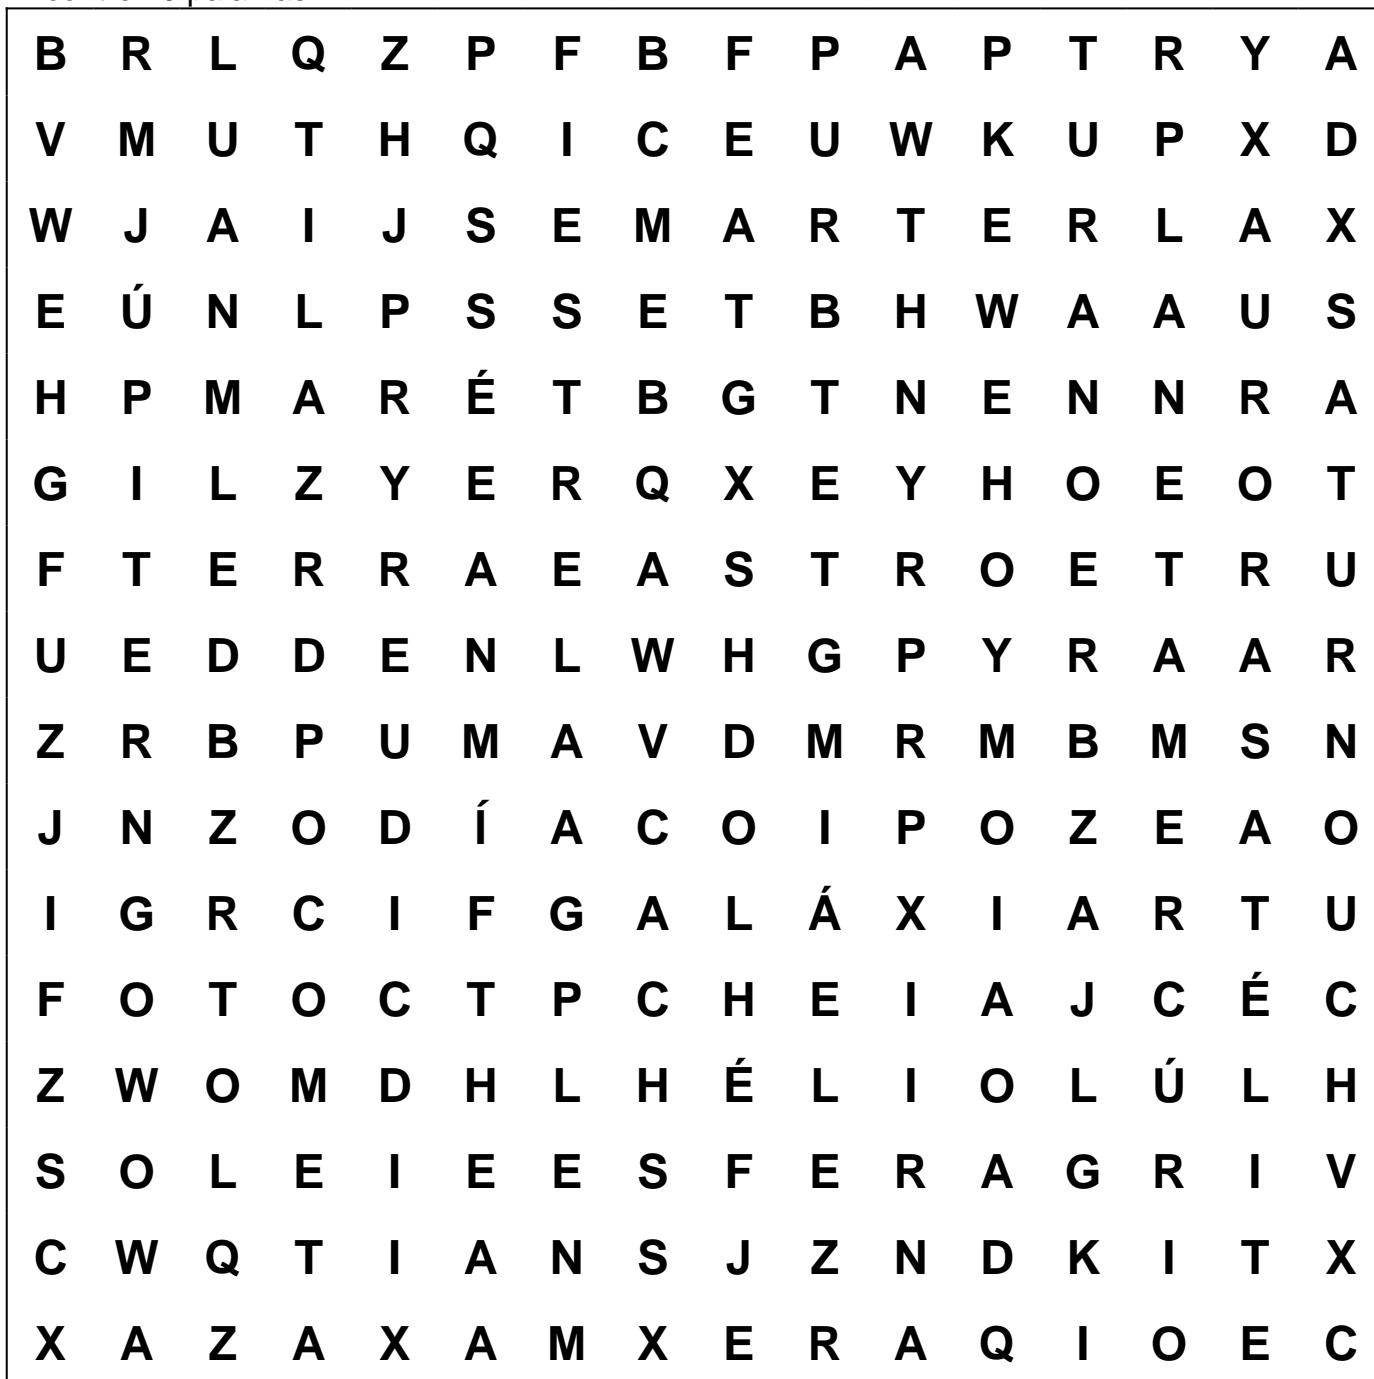 B R L Q Z P F B F P A P T R Y A
V M U T H Q I C E U W K U P X D
W J A I J S E M A R T E R L A X
E Ú N L P S S E T B H W A A U S
H P M A R É T B G T N E N N R A
G I L Z Y E R Q X E Y H O E O T
F T E R R A E A S T R O E T R U
U E D D E N L W H G P Y R A A R
Z R B P U M A V D M R M B M S N
J N Z O D Í A C O I P O Z E A O
I G R C I F G A L Á X I A R T U
F O T O C T P C H E I A J C É C
Z W O M D H L H É L I O L Ú L H
S O L E I E E S F E R A G R I V
C W Q T I A N S J Z N D K I T X
X A Z A X A M X E R A Q I O E C